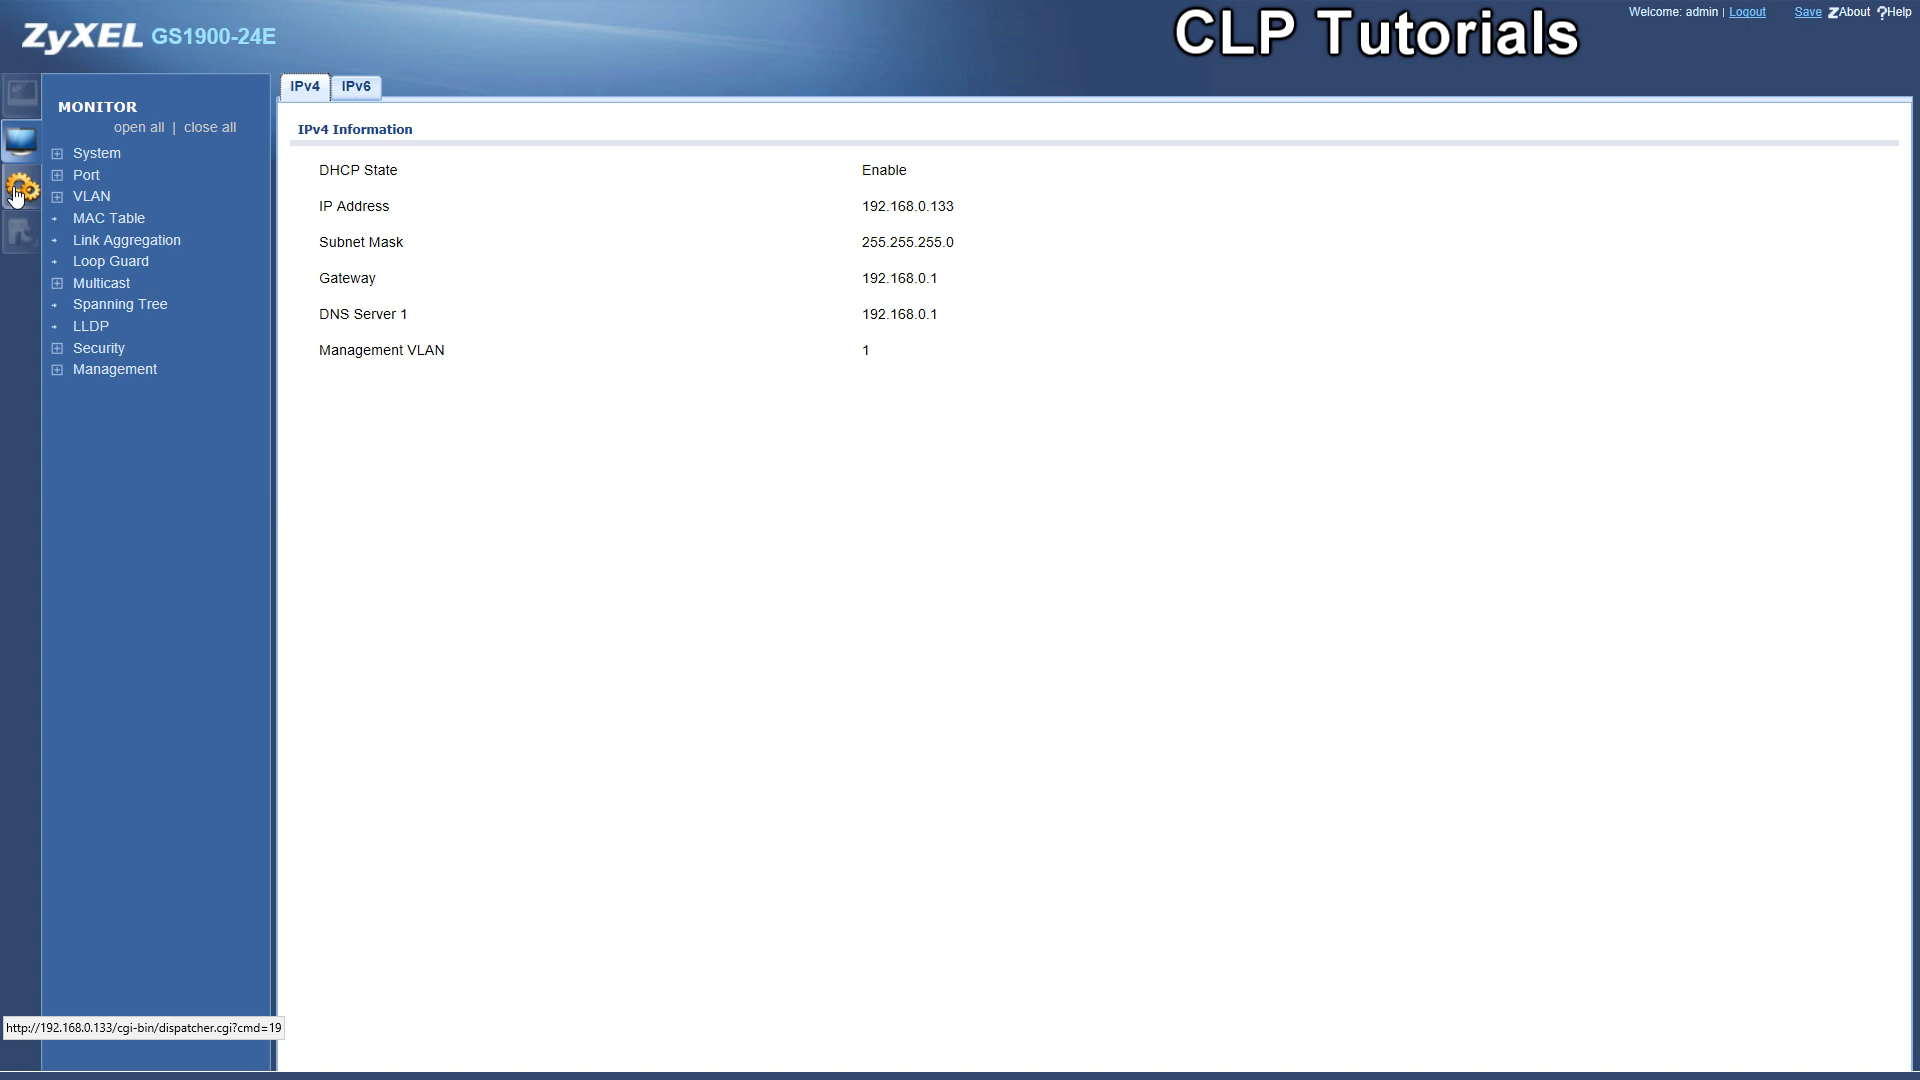 ZyXEL GS1900-24E
CLP Tutorials
Welcome: admin | Logout Save ZAbout ?Help
MONITOR
open all | close all
System
Port
VLAN
MAC Table
Link Aggregation
Loop Guard
Multicast
Spanning Tree
LLDP
Security
Management
IPv4 IPv6
IPv4 Information
DHCP State Enable
IP Address 192.168.0.133
Subnet Mask 255.255.255.0
Gateway 192.168.0.1
DNS Server 1 192.168.0.1
Management VLAN 1
http://192.168.0.133/cgi-bin/dispatcher.cgi?cmd=19